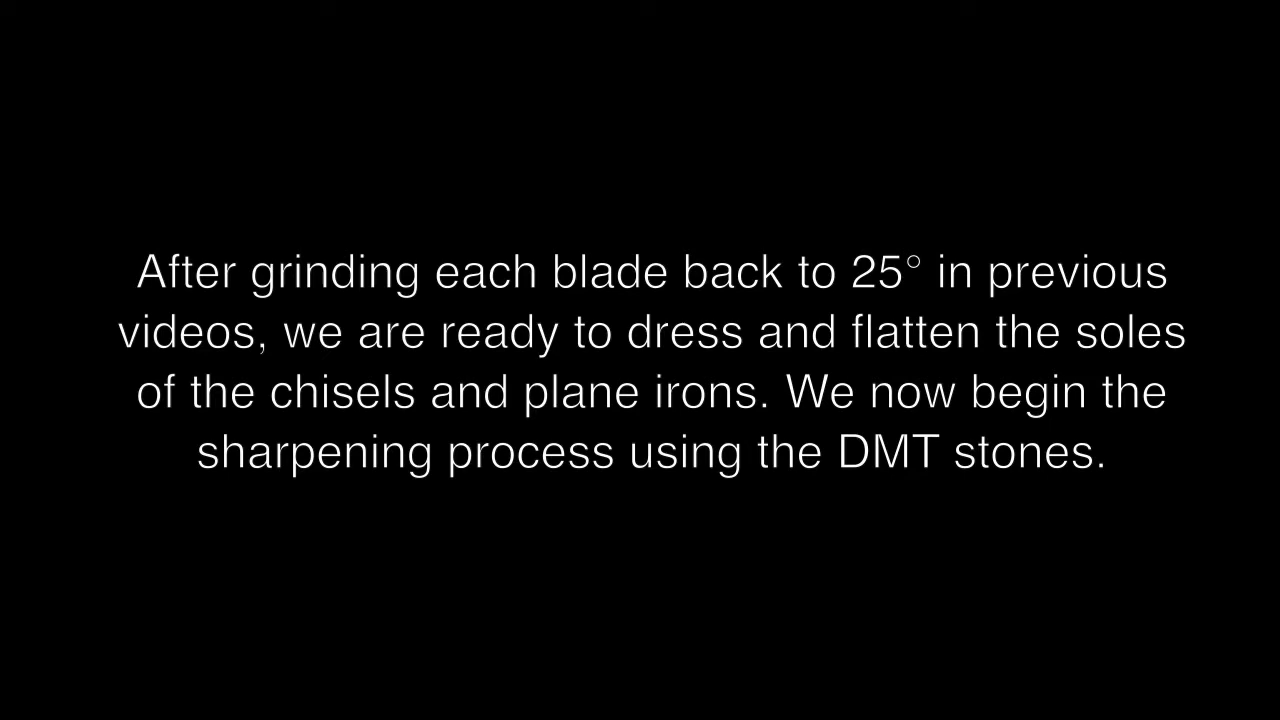 After grinding each blade back to 25° in previous
videos, we are ready to dress and flatten the soles
of the chisels and plane irons. We now begin the
sharpening process using the DMT stones.